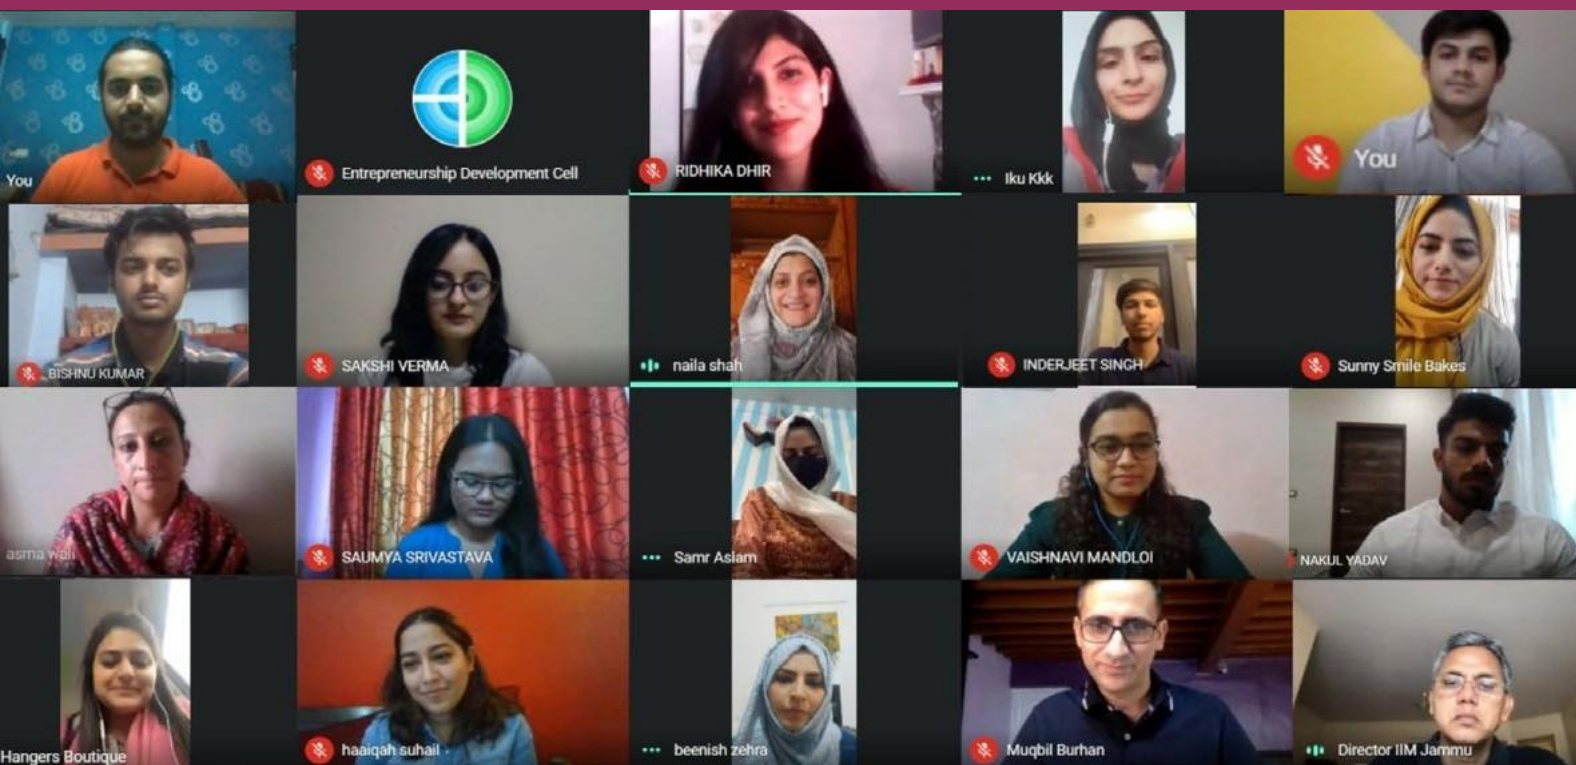 You
Entrepreneurship Development Cell
RIDHIKA DHIR
Iku Kkk
You
BISHNU KUMAR
SAKSHI VERMA
naila shah
INDERJEET SINGH
Sunny Smile Bakes
asma wali
SAUMYA SRIVASTAVA
Samr Aslam
VAISHNAVI MANDLOI
NAKUL YADAV
Hangers Boutique
haaiqah suhail
beenish zehra
Muqbil Burhan
Director IIM Jammu